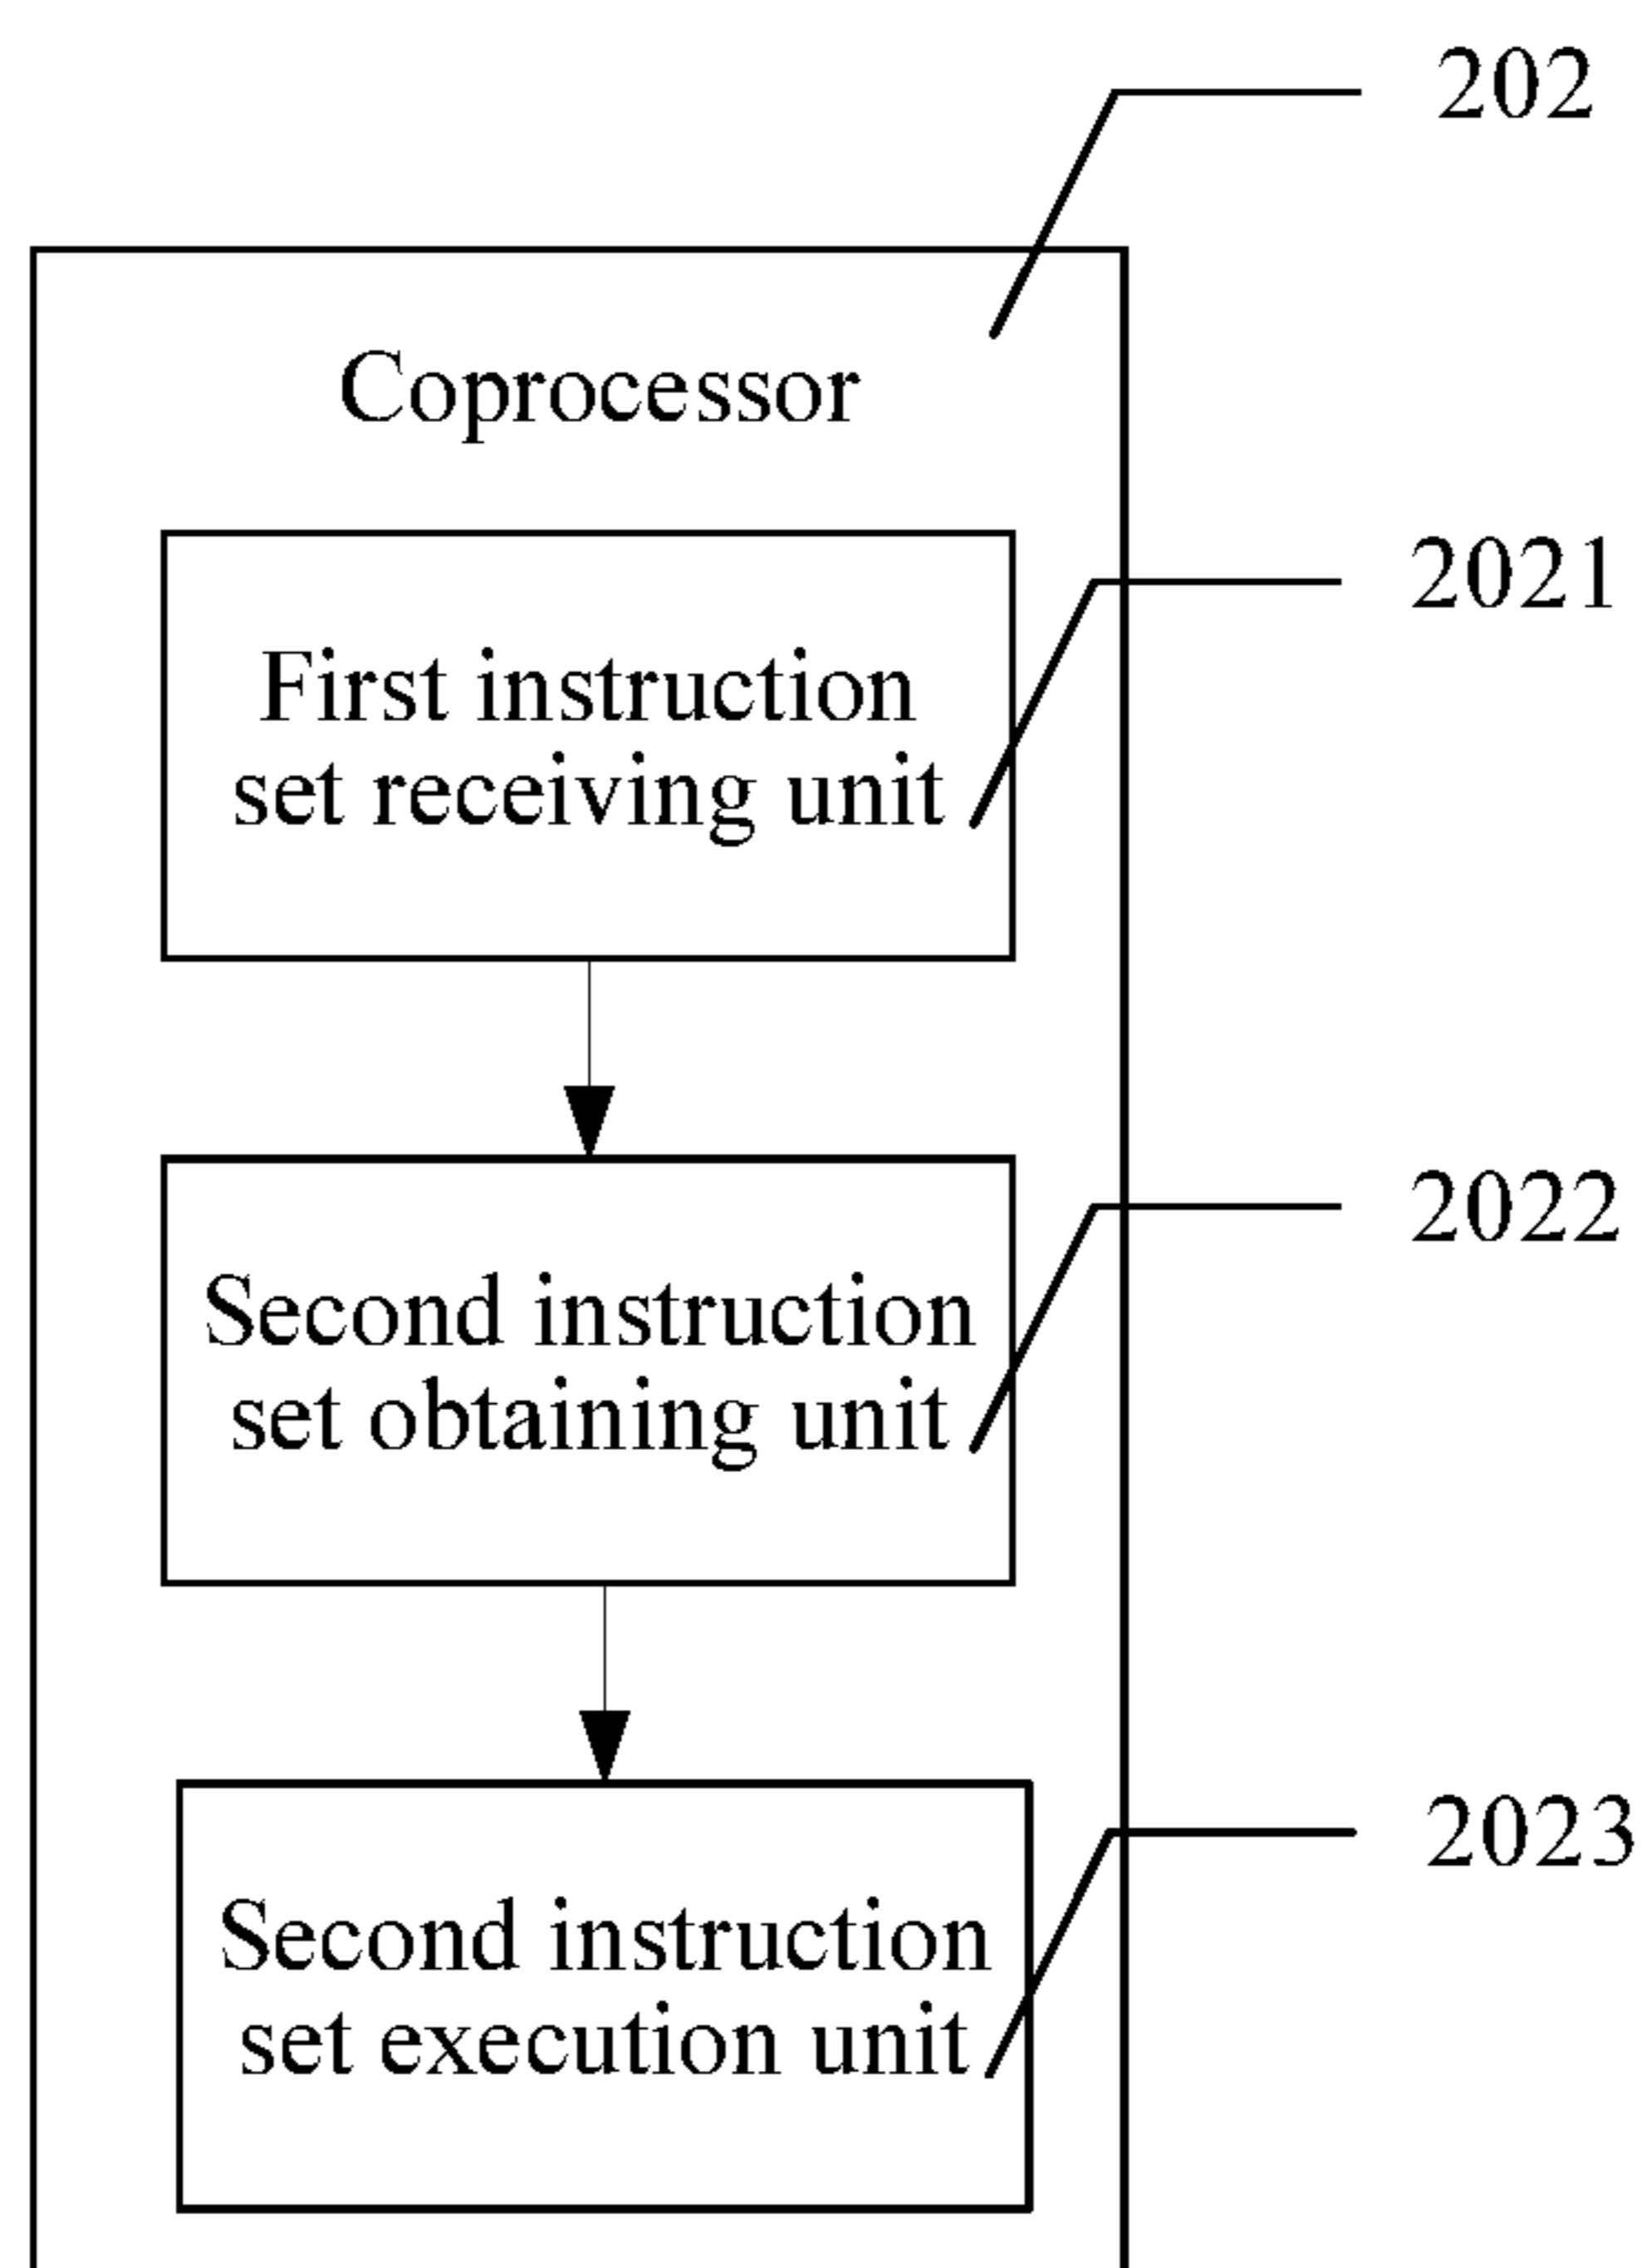 202
Coprocessor
2021
First instruction
set receiving unit
2022
Second instruction
set obtaining unit
2023
Second instruction
set execution unit